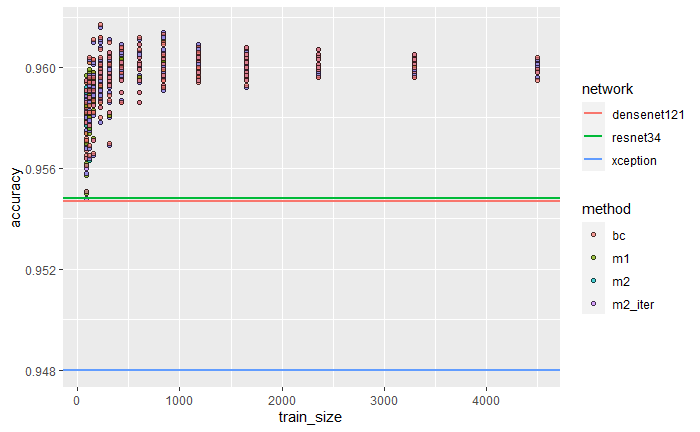 accuracy
0.960
0.956
0.952
0.948
0
1000
2000
3000
4000
train_size
network
densenet121
resnet34
xception
method
bc
m1
m2
m2_iter